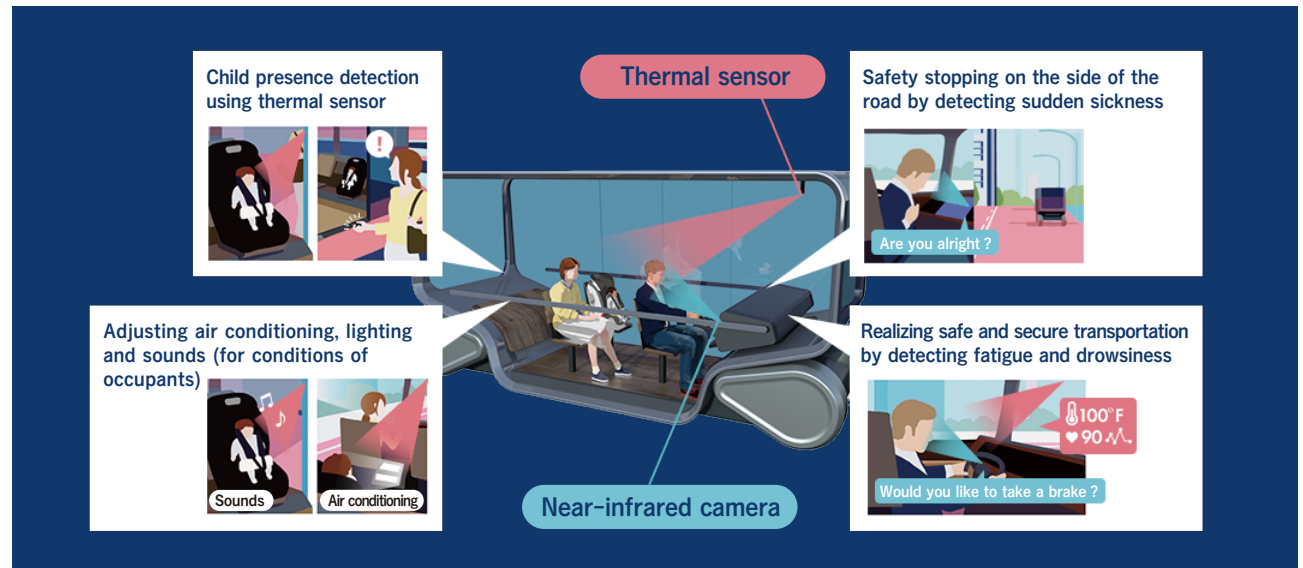 Child presence detection
using thermal sensor
!
Thermal sensor
Safety stopping on the side of the
road by detecting sudden sickness
Are you alright ?
Adjusting air conditioning, lighting
and sounds (for conditions of
occupants)
Sounds
Air conditioning
Near-infrared camera
Realizing safe and secure transportation
by detecting fatigue and drowsiness
100°F
90
Would you like to take a brake ?